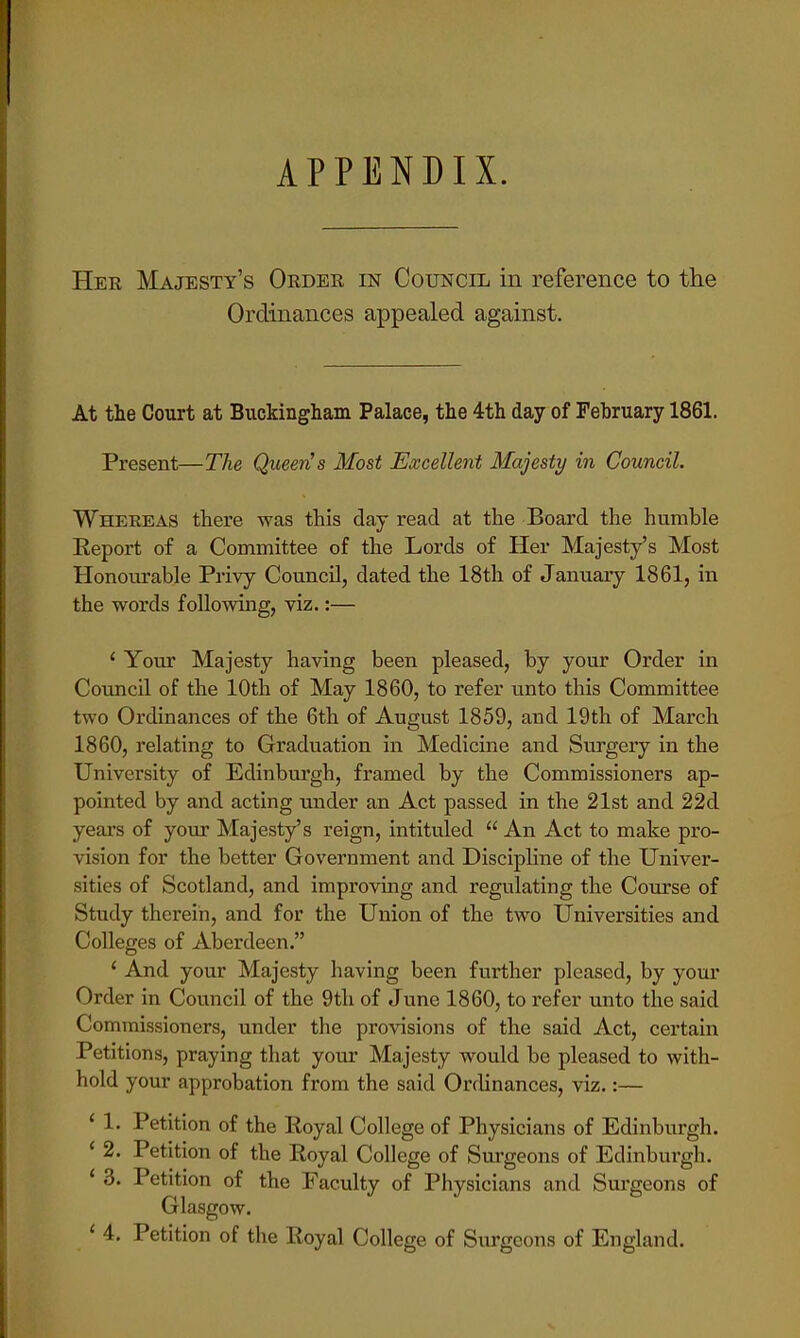 APPENDIX.
Her Majesty's Order in Council in reference to the
Ordinances appealed against.
At the Court at Buckingham Palace, the 4th day of February 1861.
Present—The Queen's Most Excellent Majesty in Council.
Whereas there was this day read at the Board the humble
Report of a Committee of the Lords of Her Majesty's Most
Honourable Privy Council, dated the 18th of January 1861, in
the words following, viz.:—
‘ Your Majesty having been pleased, by your Order in
Council of the 10th of May 1860, to refer unto this Committee
two Ordinances of the 6th of August 1859, and 19th of March
1860, relating to Graduation in Medicine and Surgery in the
University of Edinburgh, framed by the Commissioners ap-
pointed by and acting under an Act passed in the 21st and 22d
years of your Majesty's reign, intituled “ An Act to make pro-
vision for the better Government and Discipline of the Univer-
sities of Scotland, and improving and regulating the Course of
Study therein, and for the Union of the two Universities and
Colleges of Aberdeen.”
‘ And your Majesty having been further pleased, by your
Order in Council of the 9th of June 1860, to refer unto the said
Commissioners, under the provisions of the said Act, certain
Petitions, praying that your Majesty would be pleased to with-
hold your approbation from the said Ordinances, viz.:—
‘ 1. Petition of the Royal College of Physicians of Edinburgh.
‘ 2. Petition of the Royal College of Surgeons of Edinburgh.
‘ 3. Petition of the Faculty of Physicians and Surgeons of
Glasgow.
‘ 4. Petition of the Royal College of Surgeons of England.